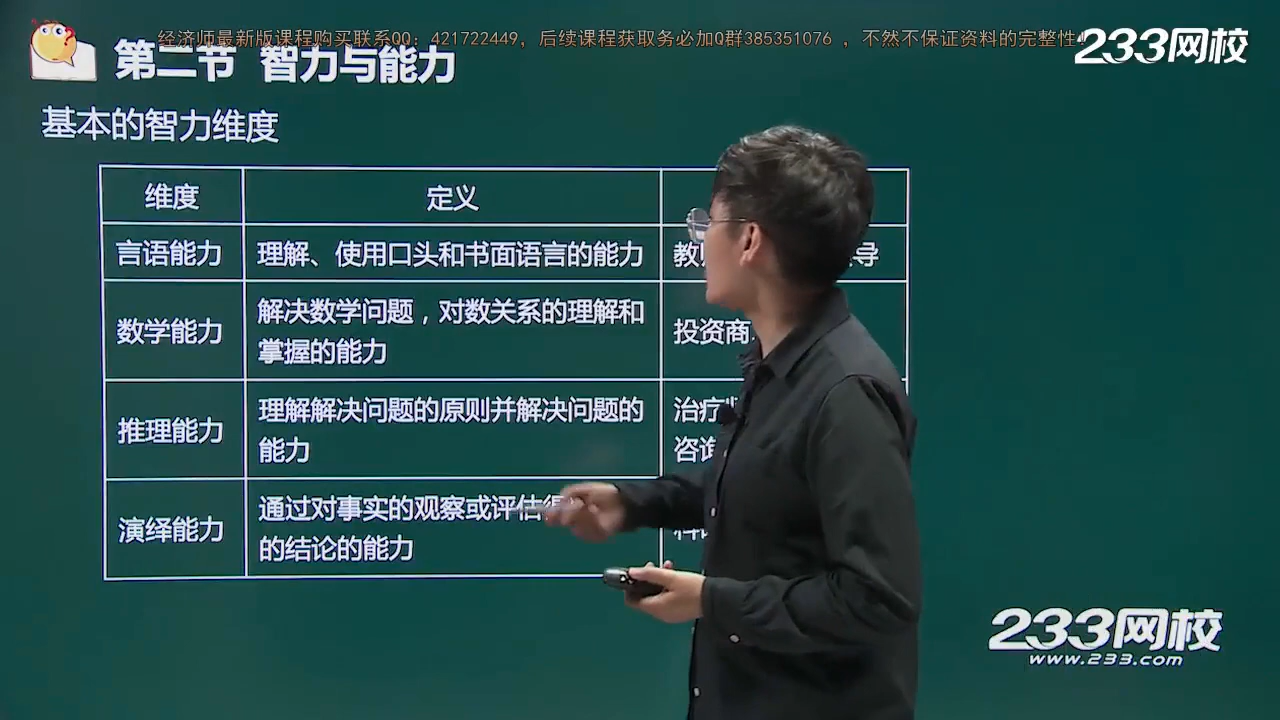 经济师最新版课程购买联系QQ：421722449，后续课程获取务必加Q群385351076 ，不然不保证资料的完整性
233网校
第二节 智力与能力
基本的智力维度
维度 定义
言语能力 理解、使用口头和书面语言的能力 导
数学能力 解决数学问题，对数关系的理解和
掌握的能力 投资商
推理能力 理解解决问题的原则并解决问题的
能力 治疗
咨询
演绎能力 通过对事实的观察或评估
的结论的能力
233网校
www.233.com